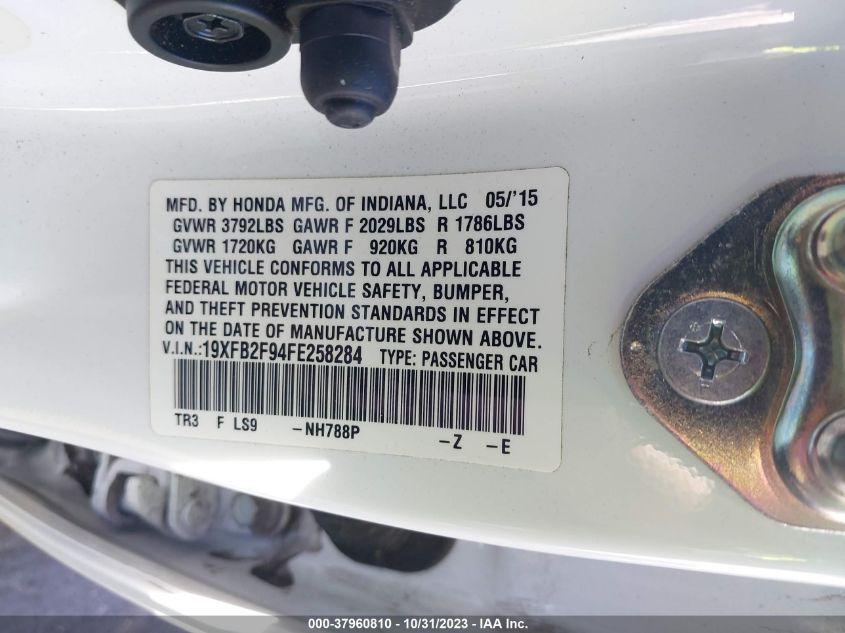 MFD. BY HONDA MFG. OF INDIANA, LLC 05/'15
GVWR 3792LBS GAWR F 2029LBS R 1786LBS
GVWR 1720KG GAWR F 920KG R 810KG
THIS VEHICLE CONFORMS TO ALL APPLICABLE
FEDERAL MOTOR VEHICLE SAFETY, BUMPER,
AND THEFT PREVENTION STANDARDS IN EFFECT
ON THE DATE OF MANUFACTURE SHOWN ABOVE.
V.I.N.:19XFB2F94FE258284 TYPE: PASSENGER CAR
TR3 F LS9 -NH788P -Z -E
000-37960810 - 10/31/2023 - IAA Inc.